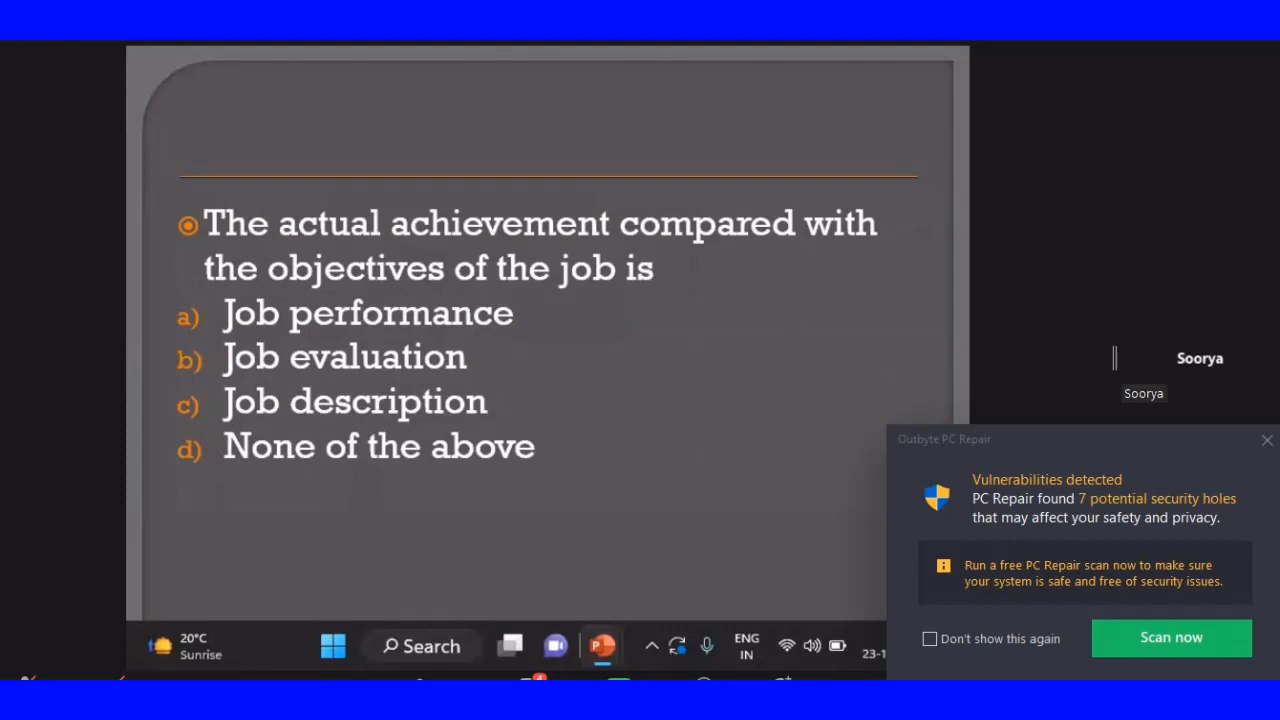 The actual achievement compared with
the objectives of the job is
a) Job performance
b) Job evaluation
c) Job description
d) None of the above
Soorya
Soorya
Outbyte PC Repair
Vulnerabilities detected
PC Repair found 7 potential security holes
that may affect your safety and privacy.
Run a free PC Repair scan now to make sure
your system is safe and free of security issues.
Don't show this again
Scan now
20°C
Sunrise
Search
ENG
IN
23-1
4